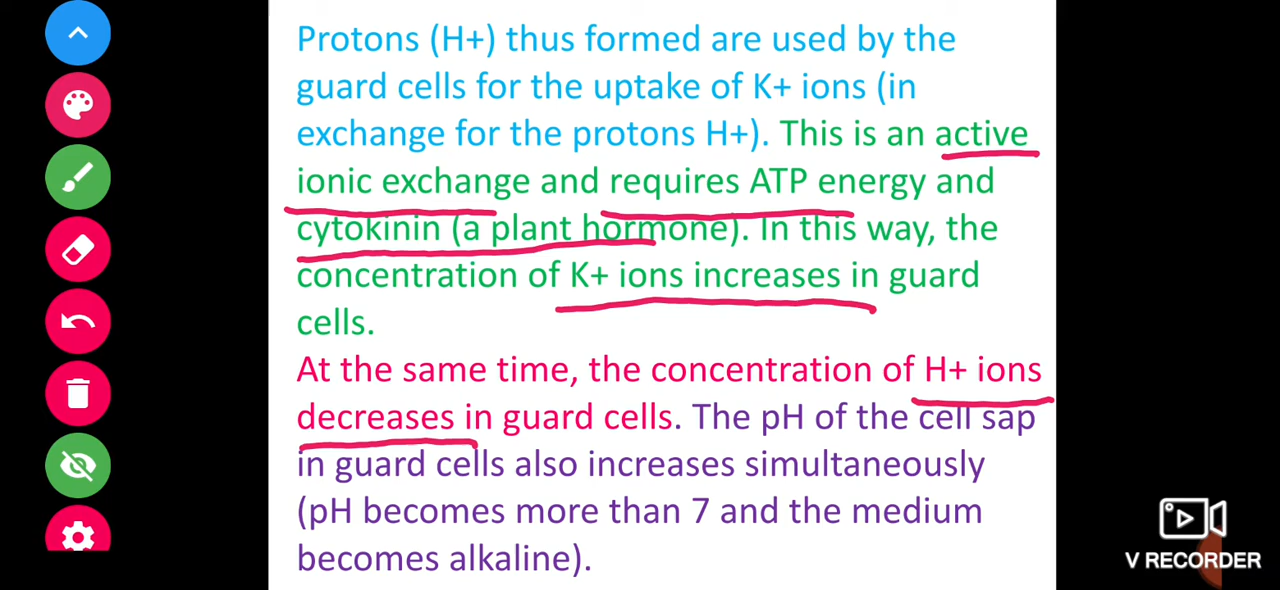 Protons (H+) thus formed are used by the
guard cells for the uptake of K+ ions (in
exchange for the protons H+). This is an active
ionic exchange and requires ATP energy and
cytokinin (a plant hormone). In this way, the
concentration of K+ ions increases in guard
cells.
At the same time, the concentration of H+ ions
decreases in guard cells. The pH of the cell sap
in guard cells also increases simultaneously
(pH becomes more than 7 and the medium
becomes alkaline).
V RECORDER